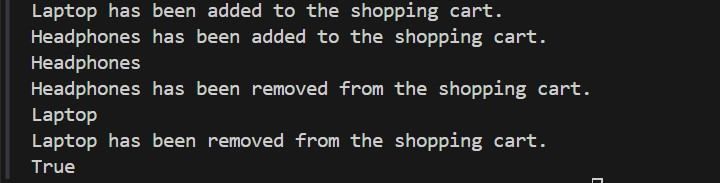 Laptop has been added to the shopping cart.
Headphones has been added to the shopping cart.
Headphones
Headphones has been removed from the shopping cart.
Laptop
Laptop has been removed from the shopping cart.
True